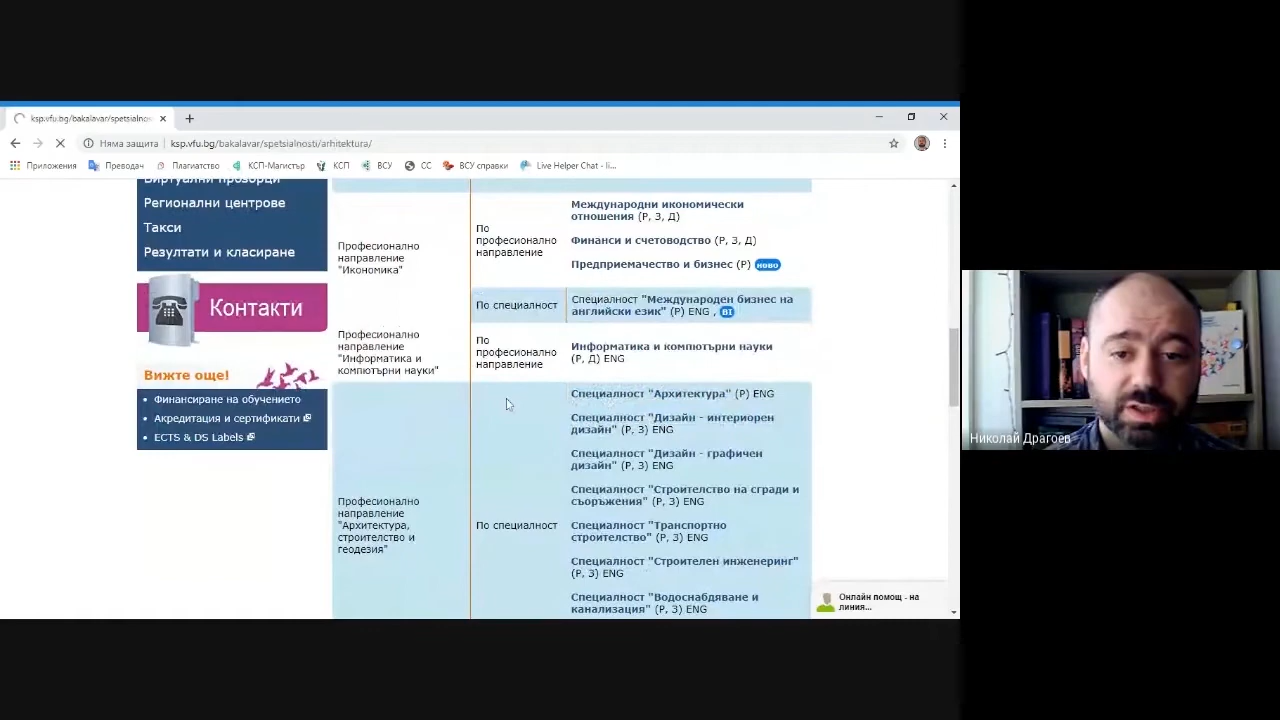 ksp.vfu.bg/bakalavar/spetsialnos
Няма защита
ksp.vfu.bg/bakalavar/spetsialnosti/arhitektura/
Приложения
Преводач
Плагиатство
КСП-Магистър
КСП
ВСУ
СС
ВСУ справки
Live Helper Chat - li...
Виртуални прозорци
Регионални центрове
Такси
Резултати и класиране
Контакти
Вижте още!
Финансиране на обучението
Акредитация и сертификати
ECTS & DS Labels
Професионално
направление
"Икономика"
По
професионално
направление
Международни икономически
отношения (Р, З, Д)
Финанси и счетоводство (Р, З, Д)
Предприемачество и бизнес (Р) ново
По специалност
Специалност "Международен бизнес на
английски език" (Р) ENG , BI
Професионално
направление
"Информатика и
компютърни науки"
По
професионално
направление
Информатика и компютърни науки
(Р, Д) ENG
Професионално
направление
"Архитектура,
строителство и
геодезия"
По специалност
Специалност "Архитектура" (Р) ENG
Специалност "Дизайн - интериорен
дизайн" (Р, З) ENG
Специалност "Дизайн - графичен
дизайн" (Р, З) ENG
Специалност "Строителство на сгради и
съоръжения" (Р, З) ENG
Специалност "Транспортно
строителство" (Р, З) ENG
Специалност "Строителен инженеринг"
(Р, З) ENG
Специалност "Водоснабдяване и
канализация" (Р, З) ENG
Онлайн помощ - на
линия...
Николай Драгоев